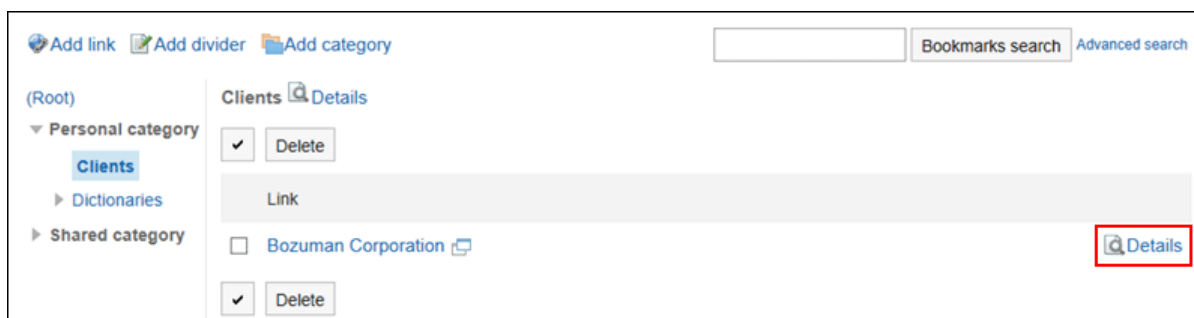 Add link Add divider Add category Bookmarks search Advanced search
(Root)
Personal category
Clients
Dictionaries
Shared category
Clients Details
Delete
Link
Bozuman Corporation Details
Delete